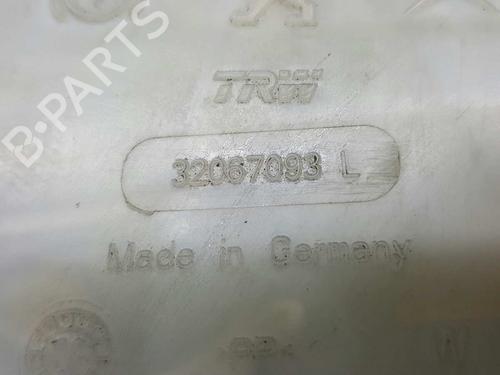 B-PARTS
TRW
32067093 L
Made in Germany